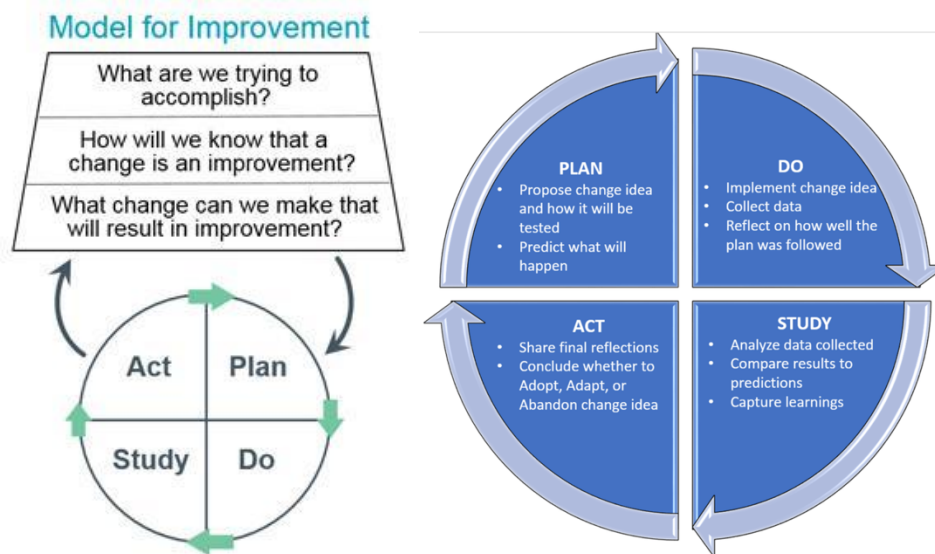 Model for Improvement
What are we trying to
accomplish?
How will we know that a
change is an improvement?
What change can we make that
will result in improvement?
Act
Plan
Study
Do
PLAN
• Propose change idea
and how it will be
tested
• Predict what will
happen
DO
• Implement change idea
• Collect data
• Reflect on how well the
plan was followed
ACT
• Share final reflections
• Conclude whether to
Adopt, Adapt, or
Abandon change idea
STUDY
• Analyze data collected
• Compare results to
predictions
• Capture learnings